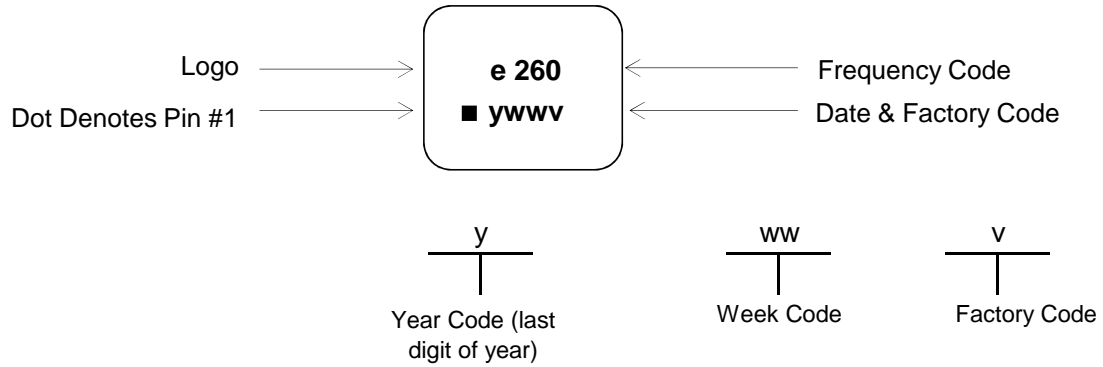 Logo
e 260
Frequency Code
Dot Denotes Pin #1
■ ywwv
Date & Factory Code
y
ww
v
Year Code (last
digit of year)
Week Code
Factory Code